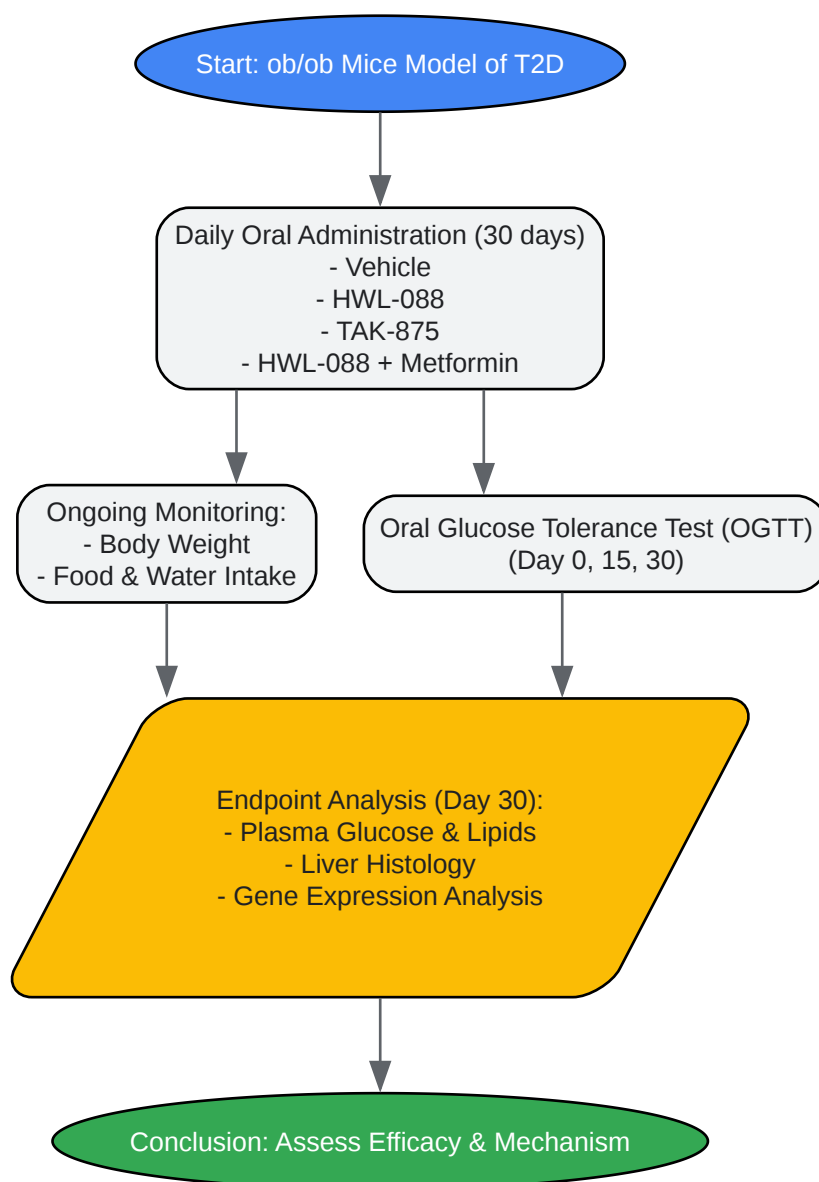 Start: ob/ob Mice Model of T2D
Daily Oral Administration (30 days)
- Vehicle
- HWL-088
- TAK-875
- HWL-088 + Metformin
Ongoing Monitoring:
- Body Weight
- Food & Water Intake
Oral Glucose Tolerance Test (OGTT)
(Day 0, 15, 30)
Endpoint Analysis (Day 30):
- Plasma Glucose & Lipids
- Liver Histology
- Gene Expression Analysis
Conclusion: Assess Efficacy & Mechanism